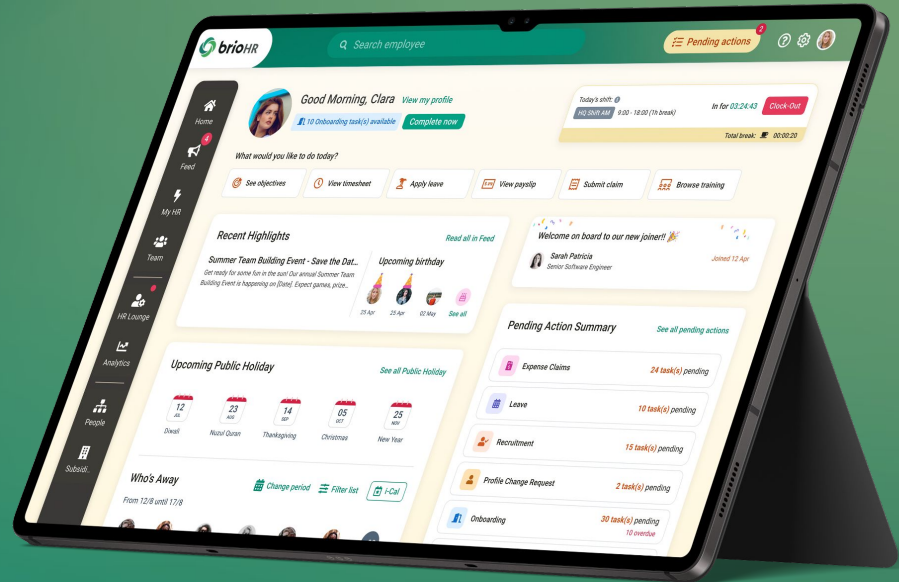 brioHR
Search employee
Pending actions
2
Good Morning, Clara View my profile
10 Onboarding task(s) available Complete now
Today's shift:
HQ Shift AM 9:00 - 18:00 (1h break)
In for 03:24:43 Clock-Out
Total break: 00:00:20
Home
4
Feed
My HR
Team
HR Lounge
Analytics
People
Subsidi..
What would you like to do today?
See objectives
View timesheet
Apply leave
View payslip
Submit claim
Browse training
Recent Highlights
Read all in Feed
Summer Team Building Event - Save the Dat...
Get ready for some fun in the sun! Our annual Summer Team
Building Event is happening on [Date]. Expect games, prize..
Upcoming birthday
25 Apr
25 Apr
02 May
See all
Welcome on board to our new joiner!!
Sarah Patricia
Senior Software Engineer
Joined 12 Apr
Upcoming Public Holiday
See all Public Holiday
12
JUL
Diwali
23
AUG
Nuzul Quran
14
SEP
Thanksgiving
05
OCT
Christmas
25
NOV
New Year
Pending Action Summary
See all pending actions
Expense Claims
24 task(s) pending
Leave
10 task(s) pending
Recruitment
15 task(s) pending
Profile Change Request
2 task(s) pending
Onboarding
30 task(s) pending
10 overdue
Who's Away
Change period
Filter list
i-Cal
From 12/8 until 17/8